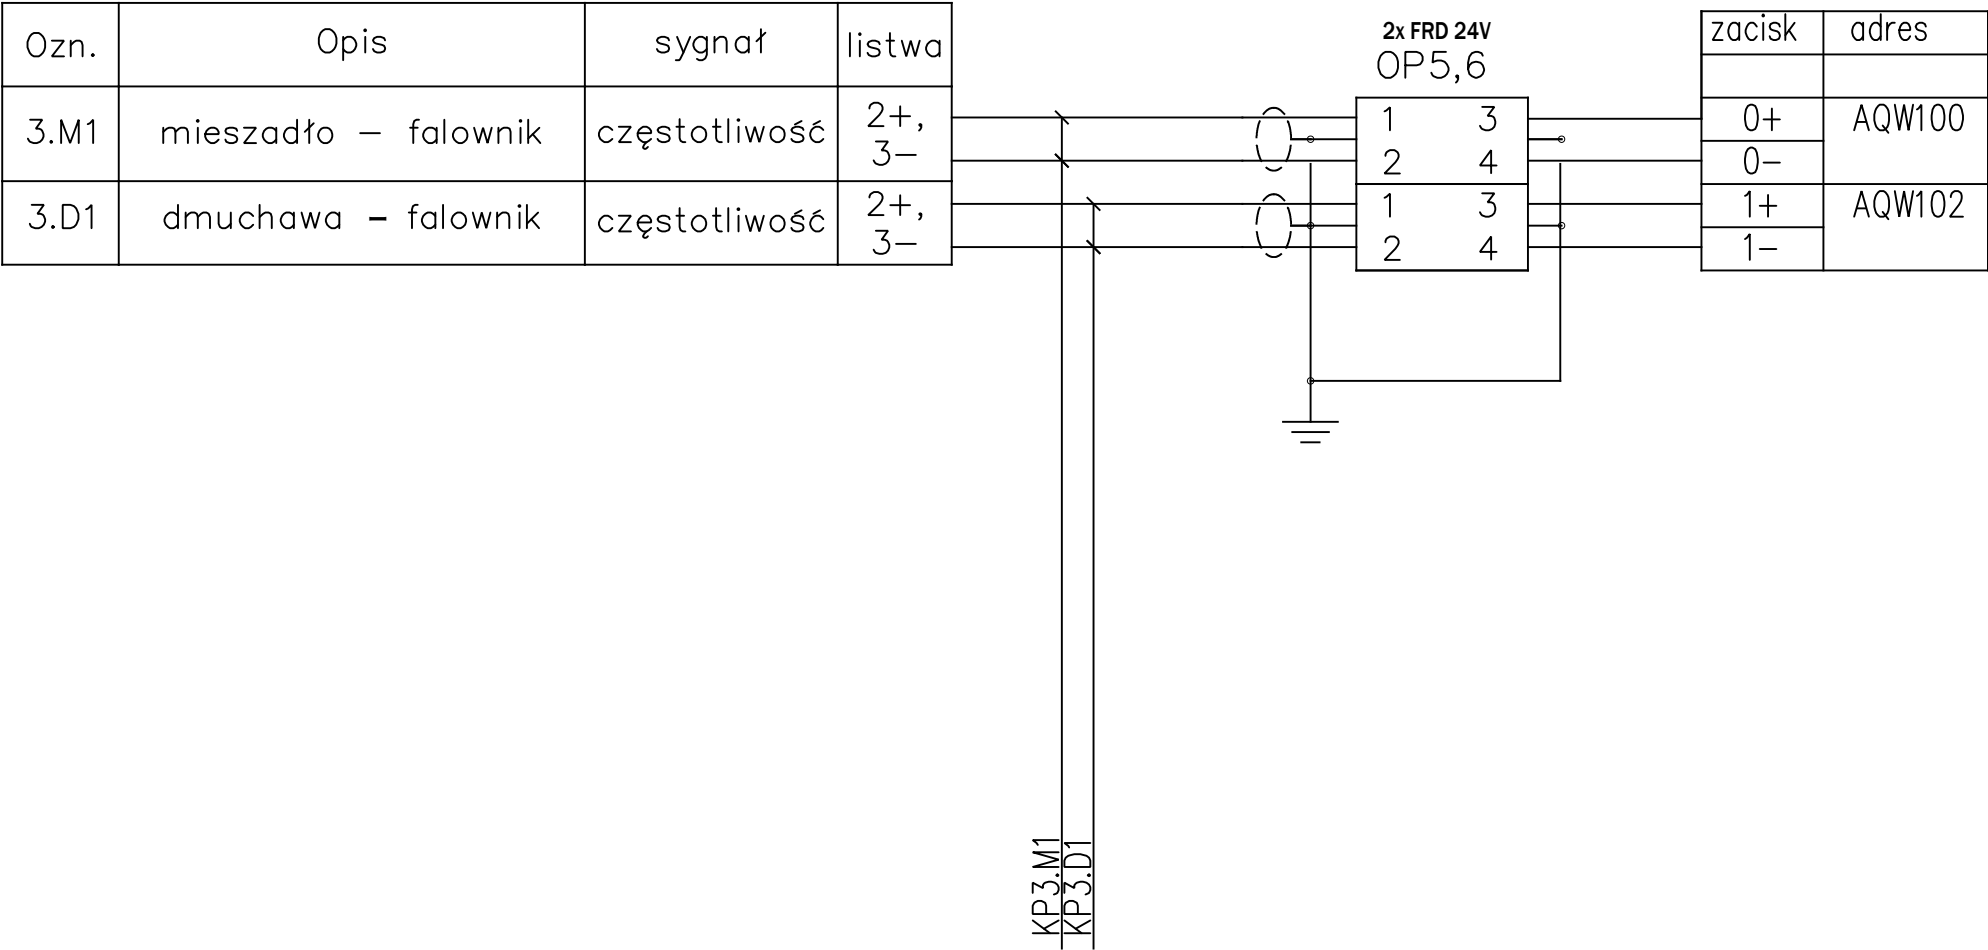 Ozn. Opis sygnał listwa
3.M1 mieszadło – falownik częstotliwość 2+,
3–
3.D1 dmuchawa – falownik częstotliwość 2+,
3–
2x FRD 24V
OP5,6
1 3
2 4
1 3
2 4
zacisk adres
0+ AQW100
0–
1+ AQW102
1–
KP3.M1
KP3.D1